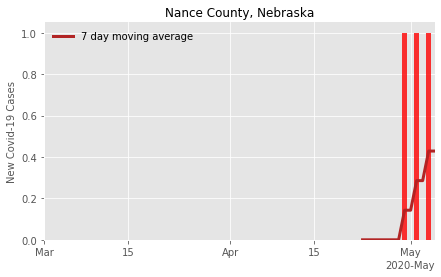 Nance County, Nebraska
7 day moving average
New Covid-19 Cases
1.0
0.8
0.6
0.4
0.2
0.0
Mar 15 Apr 15 May
2020-May